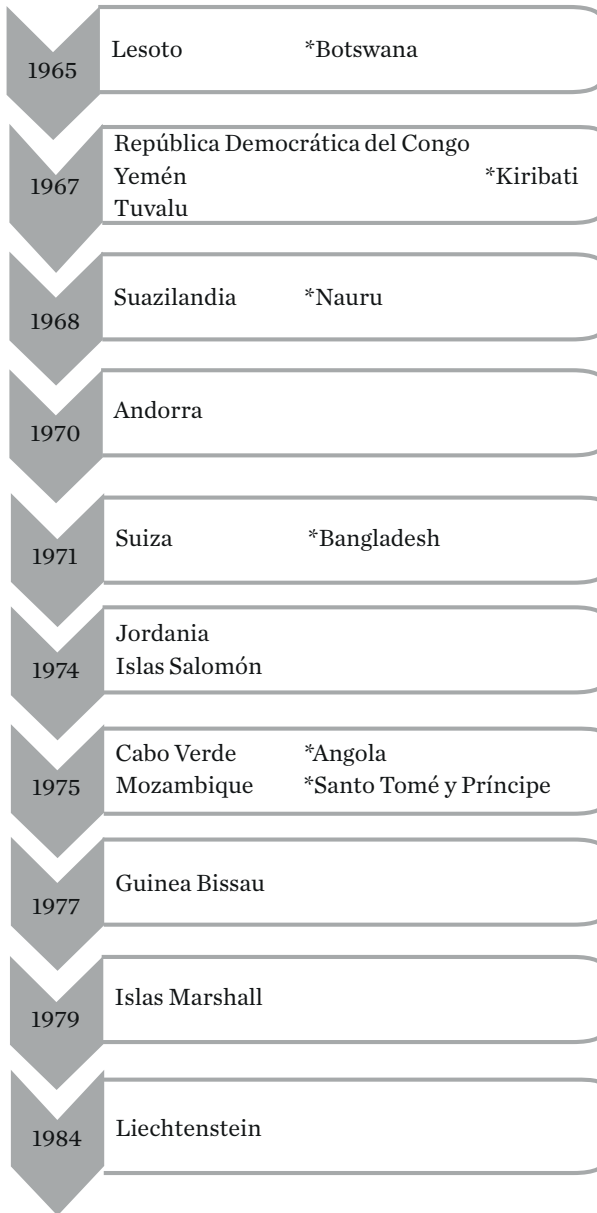 1965
Lesoto *Botswana
1967
República Democrática del Congo
Yemén *Kiribati
Tuvalu
1968
Suazilandia *Nauru
1970
Andorra
1971
Suiza *Bangladesh
1974
Jordania
Islas Salomón
1975
Cabo Verde *Angola
Mozambique *Santo Tomé y Príncipe
1977
Guinea Bissau
1979
Islas Marshall
1984
Liechtenstein